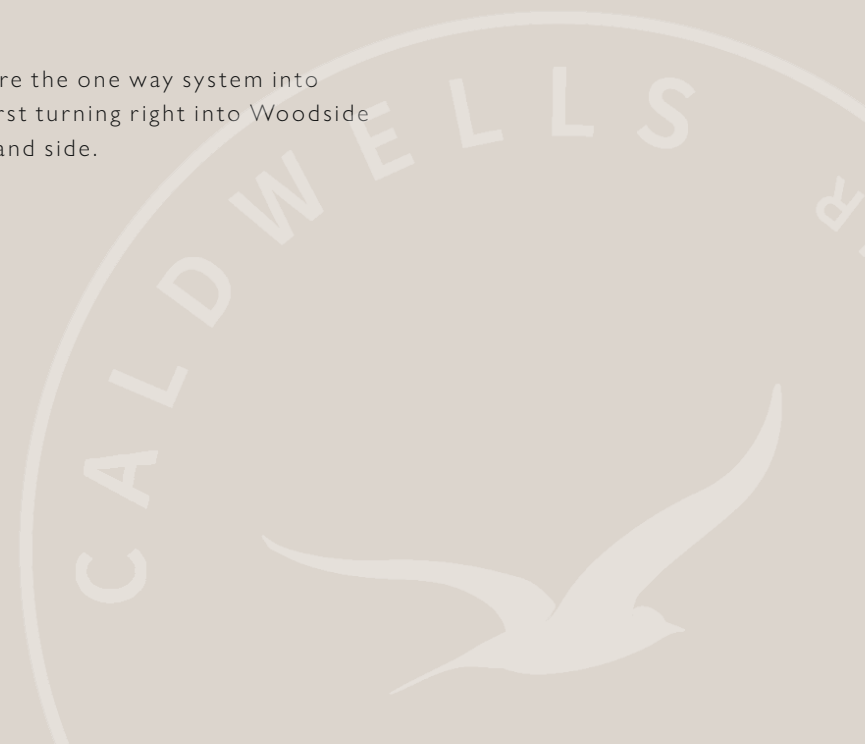 re the one way system into
rst turning right into Woodside
and side.
CALDWELLS
R